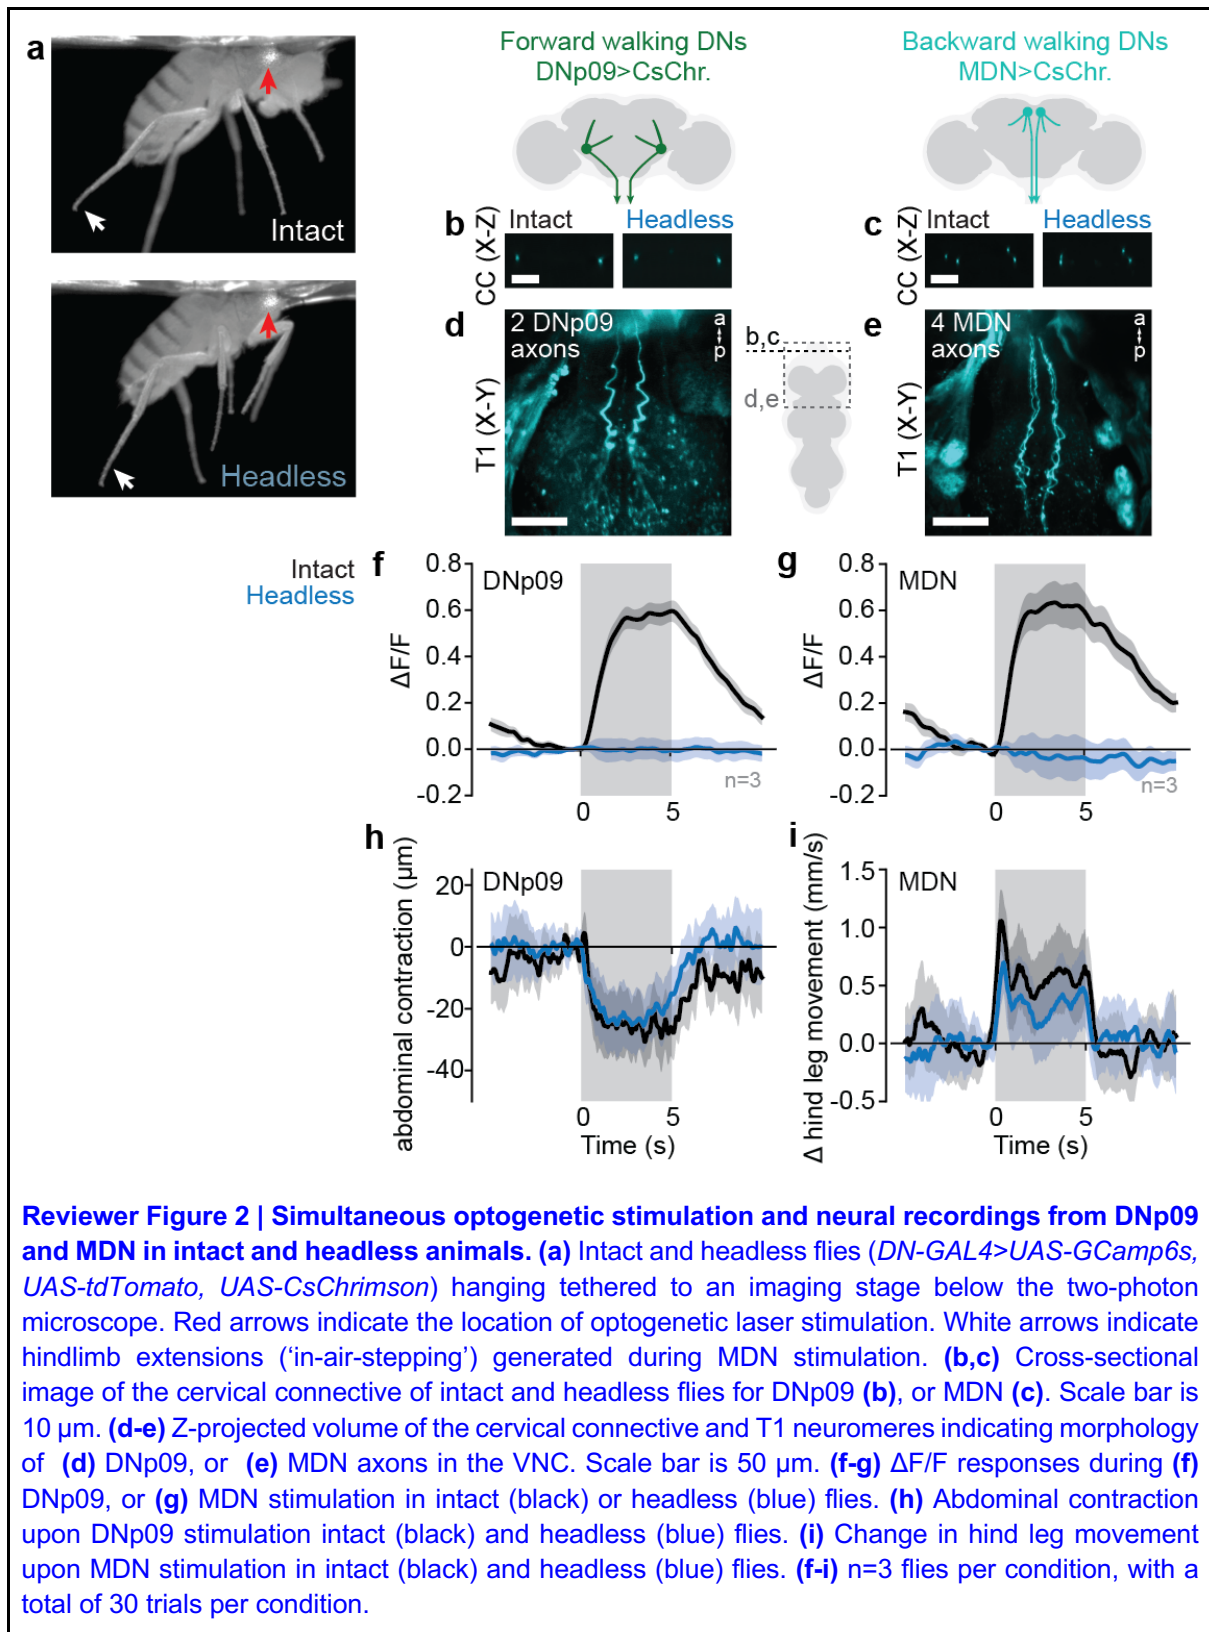 a
Intact
Headless
Forward walking DNs
DNp09>CsChr.
Backward walking DNs
MDN>CsChr.
b
Intact
Headless
CC (X-Z)
c
Intact
Headless
CC (X-Z)
d
2 DNp09
axons
a
p
T1 (X-Y)
b,c
d,e
e
4 MDN
axons
a
p
T1 (X-Y)
Intact
Headless
f
DNp09
ΔF/F
0.8
0.6
0.4
0.2
0.0
-0.2
n=3
0
5
g
MDN
ΔF/F
0.8
0.6
0.4
0.2
0.0
-0.2
n=3
0
5
h
DNp09
abdominal contraction (μm)
20
0
-20
-40
0
5
Time (s)
i
MDN
Δ hind leg movement (mm/s)
1.5
1.0
0.5
0.0
-0.5
0
5
Time (s)
Reviewer Figure 2 | Simultaneous optogenetic stimulation and neural recordings from DNp09
and MDN in intact and headless animals. (a) Intact and headless flies (DN-GAL4>UAS-GCamp6s,
UAS-tdTomato, UAS-CsChrimson) hanging tethered to an imaging stage below the two-photon
microscope. Red arrows indicate the location of optogenetic laser stimulation. White arrows indicate
hindlimb extensions (‘in-air-stepping’) generated during MDN stimulation. (b,c) Cross-sectional
image of the cervical connective of intact and headless flies for DNp09 (b), or MDN (c). Scale bar is
10 μm. (d-e) Z-projected volume of the cervical connective and T1 neuromeres indicating morphology
of (d) DNp09, or (e) MDN axons in the VNC. Scale bar is 50 μm. (f-g) ΔF/F responses during (f)
DNp09, or (g) MDN stimulation in intact (black) or headless (blue) flies. (h) Abdominal contraction
upon DNp09 stimulation intact (black) and headless (blue) flies. (i) Change in hind leg movement
upon MDN stimulation in intact (black) and headless (blue) flies. (f-i) n=3 flies per condition, with a
total of 30 trials per condition.